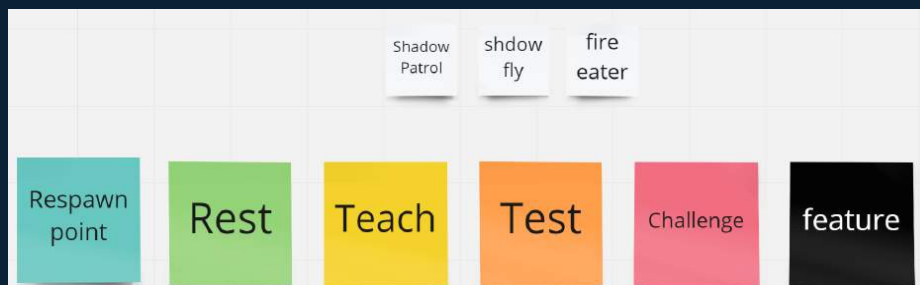 Shadow
Patrol
shdow
fly
fire
eater
Respawn
point
Rest
Teach
Test
Challenge
feature